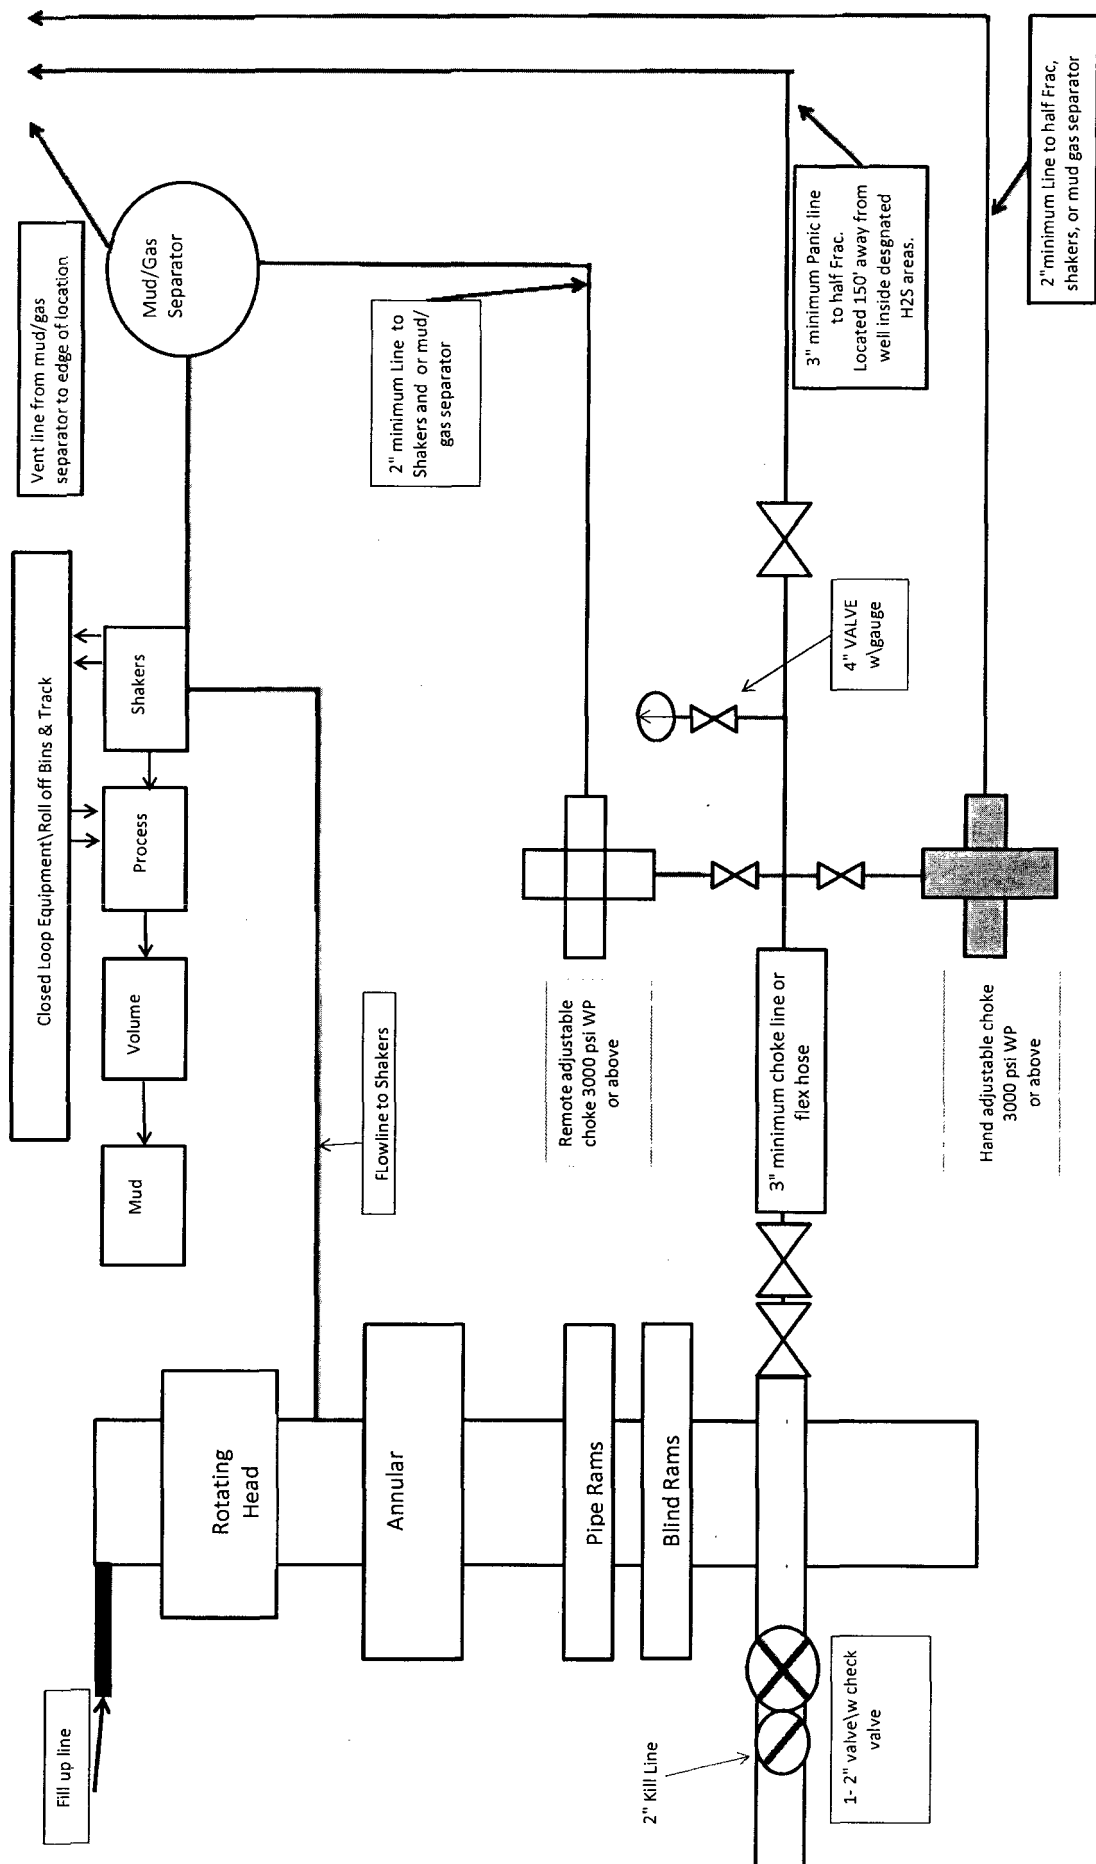 Fill up line
Rotating
Head
Annular
Pipe Rams
Blind Rams
2" Kill Line
1- 2" valve\w check
valve
Closed Loop Equipment\Roll off Bins & Track
Mud
Volume
Process
Shakers
FLowline to Shakers
Vent line from mud/gas
separator to edge of location
Mud/Gas
Separator
2" minimum Line to
Shakers and or mud/
gas separator
Remote adjustable
choke 3000 psi WP
or above
3" minimum choke line or
flex hose
Hand adjustable choke
3000 psi WP
or above
4" VALVE
w\gauge
3" minimum Panic line
to half Frac.
Located 150' away from
well inside desgnated
H2S areas.
2"minimum Line to half Frac,
shakers, or mud gas separator